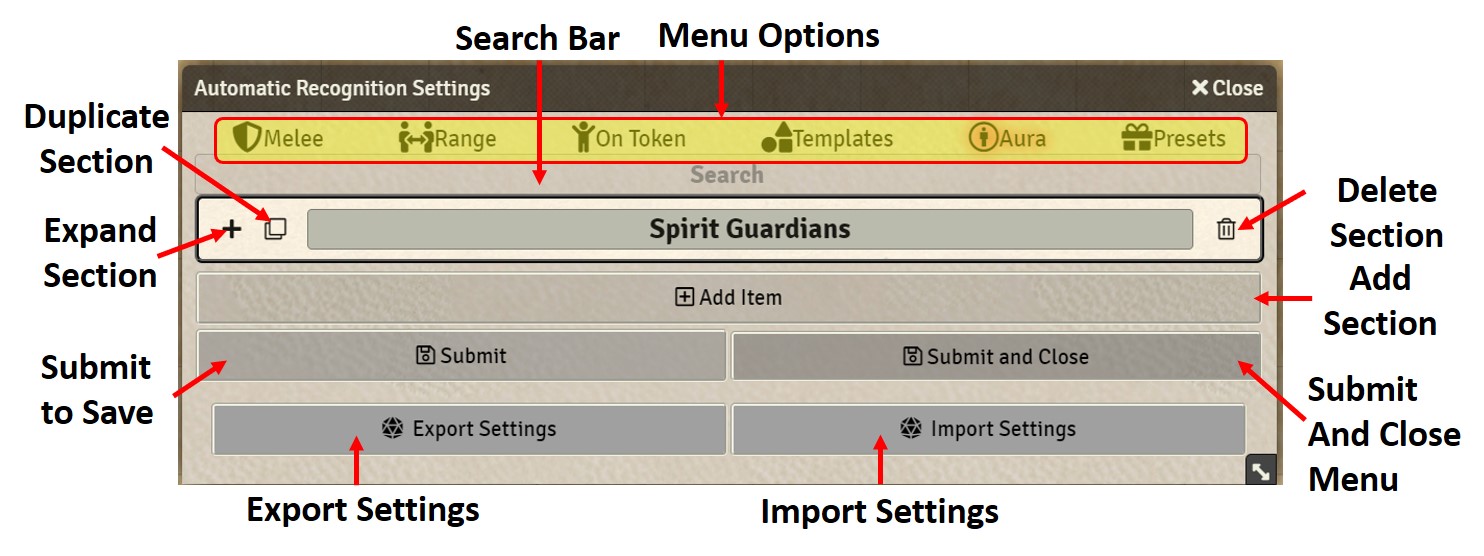 Search Bar
Menu Options
Automatic Recognition Settings
Close
Duplicate
Section
Melee
Range
On Token
Templates
Aura
Presets
Search
Expand
Section
Spirit Guardians
Delete
Section
Add Item
Add
Section
Submit
to Save
Submit
Submit and Close
Submit
And Close
Menu
Export Settings
Import Settings
Export Settings
Import Settings